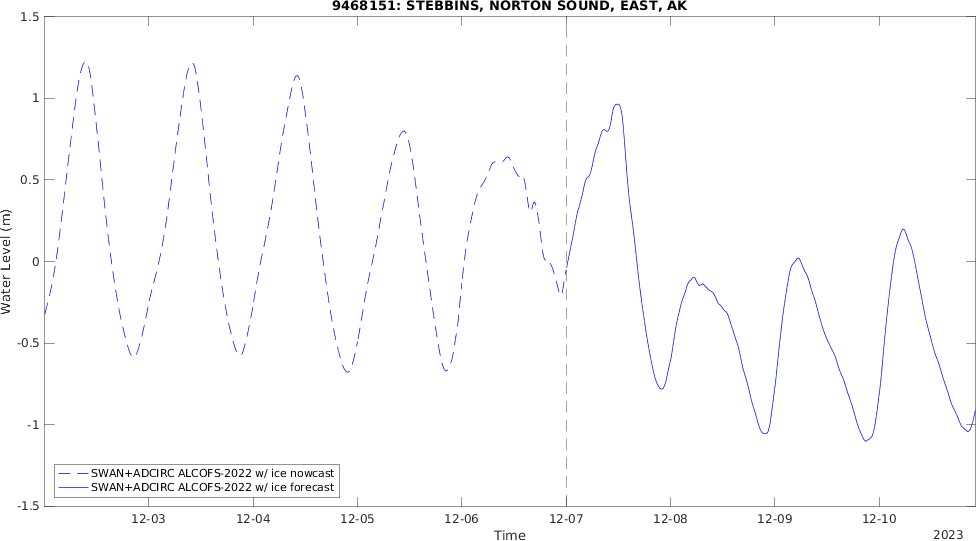 9468151: STEBBINS, NORTON SOUND, EAST, AK
1.5
1
0.5
0
-0.5
-1
-1.5
Water Level (m)
SWAN+ADCIRC ALCOFS-2022 w/ ice nowcast
SWAN+ADCIRC ALCOFS-2022 w/ ice forecast
12-03 12-04 12-05 12-06 12-07 12-08 12-09 12-10
Time
2023